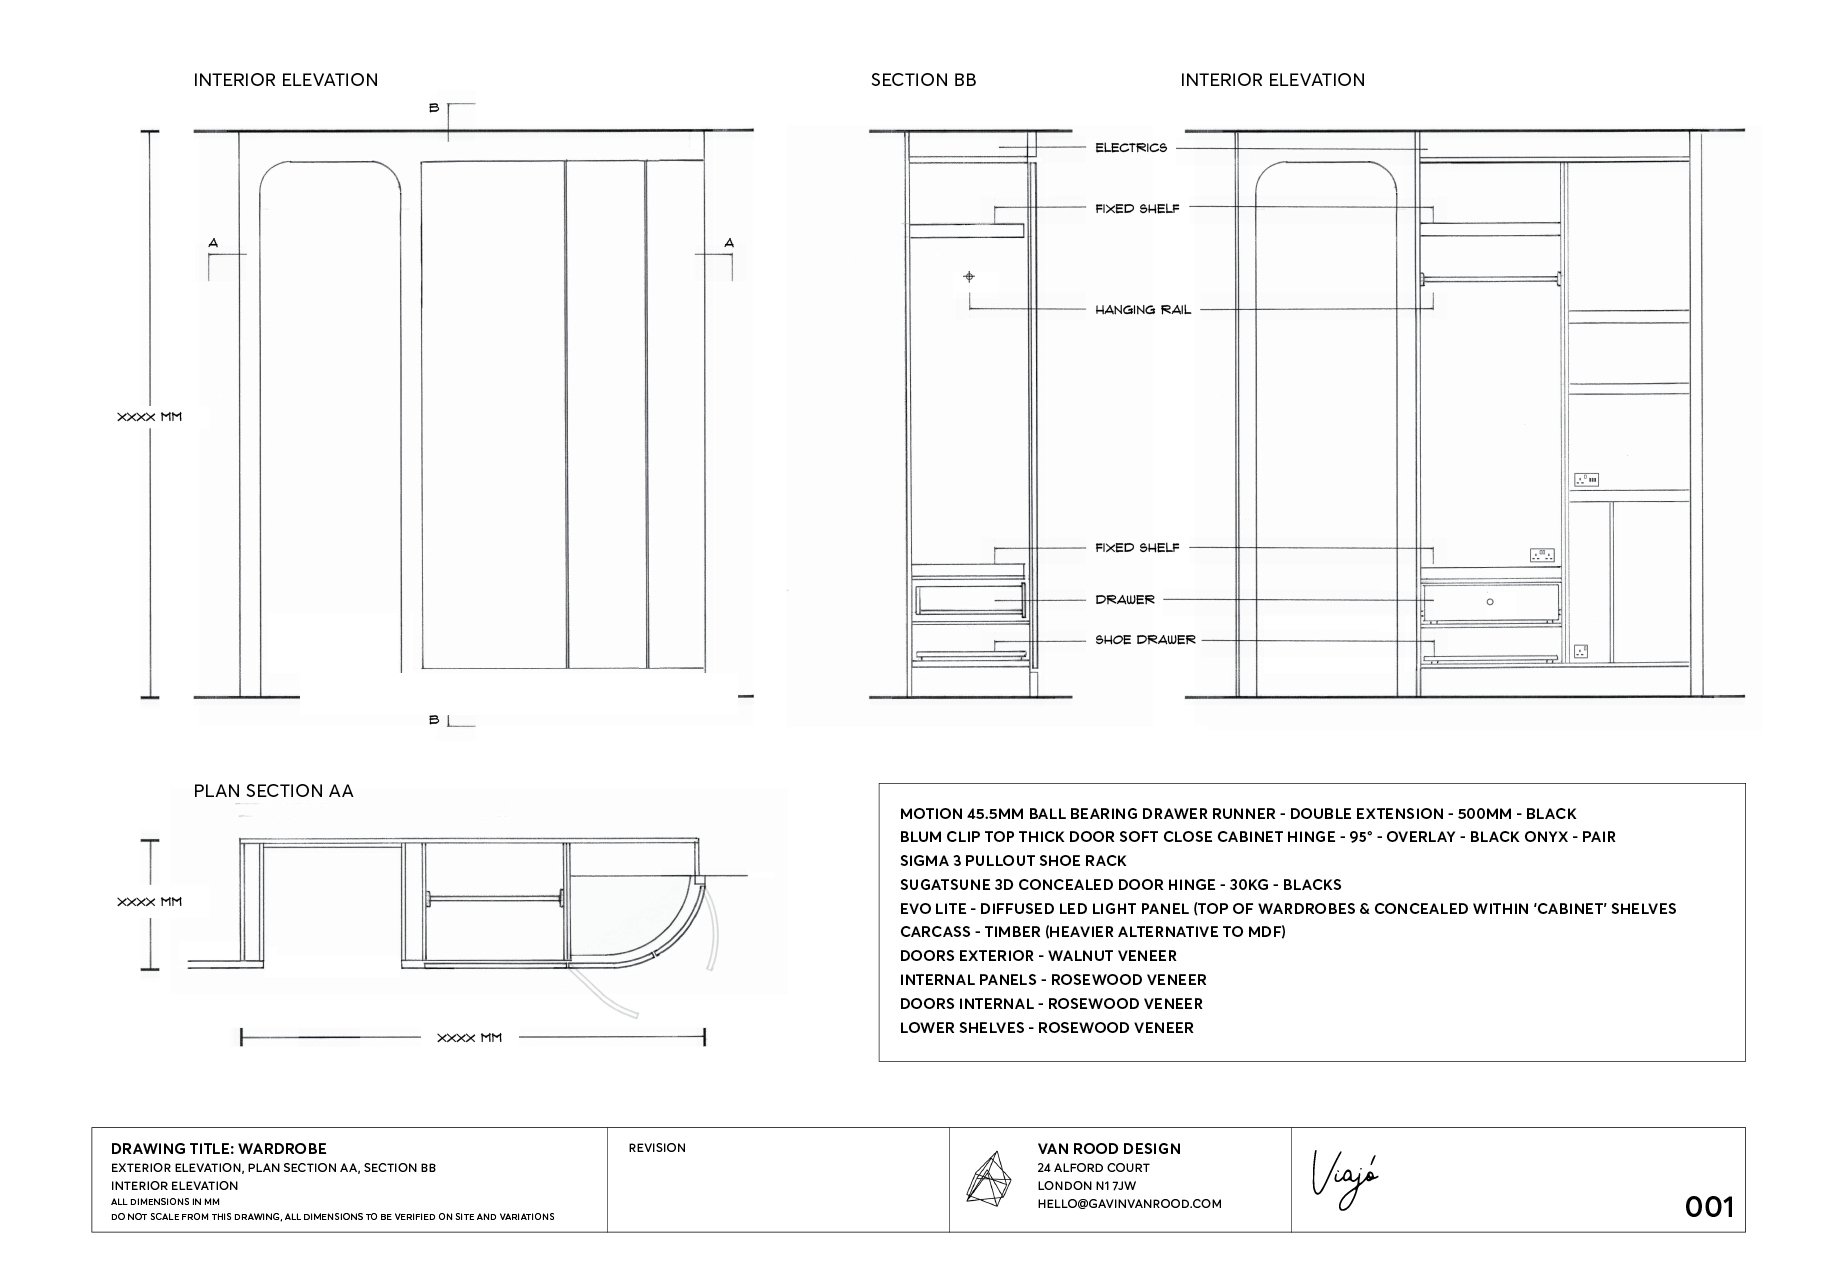 INTERIOR ELEVATION
SECTION BB
INTERIOR ELEVATION
B
ELECTRICS
FIXED SHELF
A
A
HANGING RAIL
XXXX MM
FIXED SHELF
DRAWER
SHOE DRAWER
B
PLAN SECTION AA
XXXX MM
XXXX MM
MOTION 45.5MM BALL BEARING DRAWER RUNNER - DOUBLE EXTENSION - 500MM - BLACK
BLUM CLIP TOP THICK DOOR SOFT CLOSE CABINET HINGE - 95° - OVERLAY - BLACK ONYX - PAIR
SIGMA 3 PULLOUT SHOE RACK
SUGATSUNE 3D CONCEALED DOOR HINGE - 30KG - BLACKS
EVO LITE - DIFFUSED LED LIGHT PANEL (TOP OF WARDROBES & CONCEALED WITHIN 'CABINET' SHELVES
CARCASS - TIMBER (HEAVIER ALTERNATIVE TO MDF)
DOORS EXTERIOR - WALNUT VENEER
INTERNAL PANELS - ROSEWOOD VENEER
DOORS INTERNAL - ROSEWOOD VENEER
LOWER SHELVES - ROSEWOOD VENEER
DRAWING TITLE: WARDROBE
EXTERIOR ELEVATION, PLAN SECTION AA, SECTION BB
INTERIOR ELEVATION
ALL DIMENSIONS IN MM
DO NOT SCALE FROM THIS DRAWING, ALL DIMENSIONS TO BE VERIFIED ON SITE AND VARIATIONS
REVISION
VAN ROOD DESIGN
24 ALFORD COURT
LONDON N1 7JW
HELLO@GAVINVANROOD.COM
Viajó
001